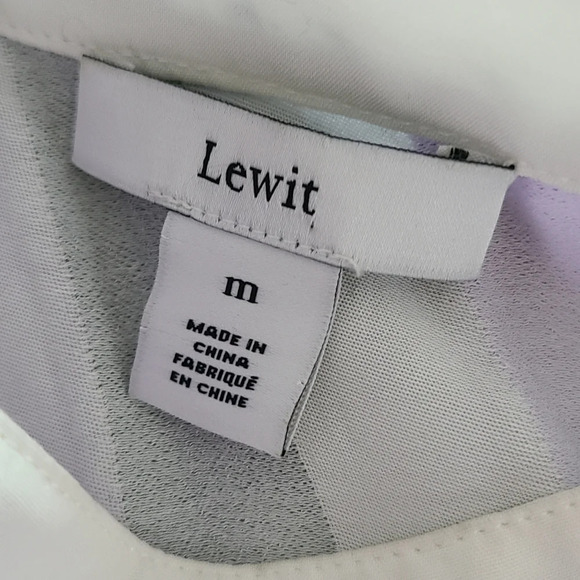 Lewit
m
MADE IN
CHINA
FABRIQUÉ
EN CHINE